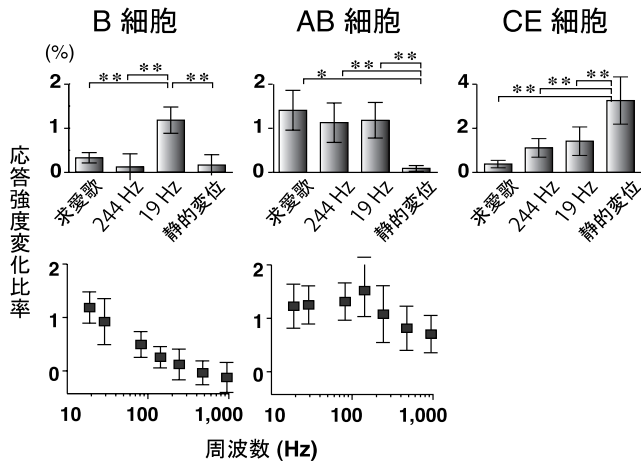 B 細胞
AB 細胞
CE 細胞
(%)
応答強度変化比率
2
1
0
** ** **
求愛歌
244 Hz
19 Hz
静的変位
2
1
0
* ** **
求愛歌
244 Hz
19 Hz
静的変位
4
2
0
** ** **
求愛歌
244 Hz
19 Hz
静的変位
2
1
0
10 100 1,000
2
1
0
10 100 1,000
周波数 (Hz)